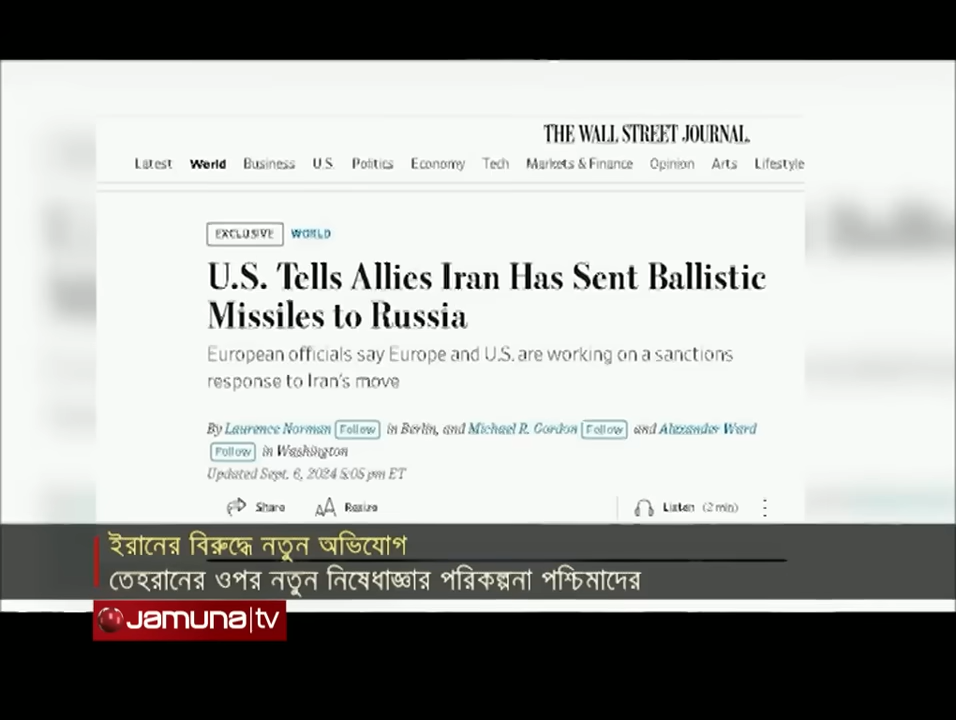 THE WALL STREET JOURNAL.
Latest World Business U.S. Politics Economy Tech Markets & Finance Opinion Arts Lifestyle
EXCLUSIVE WORLD
U.S. Tells Allies Iran Has Sent Ballistic
Missiles to Russia
European officials say Europe and U.S. are working on a sanctions
response to Iran's move
By Laurence Norman Follow in Berlin, and Michael R. Gordon Follow and Alexander Ward
Follow in Washington
Updated Sept. 6, 2024 5:05 pm ET
Share AA Resize Listen (2 min)
ইরানের বিরুদ্ধে নতুন অভিযোগ
তেহরানের ওপর নতুন নিষেধাজ্ঞার পরিকল্পনা পশ্চিমাদের
Jamuna|tv